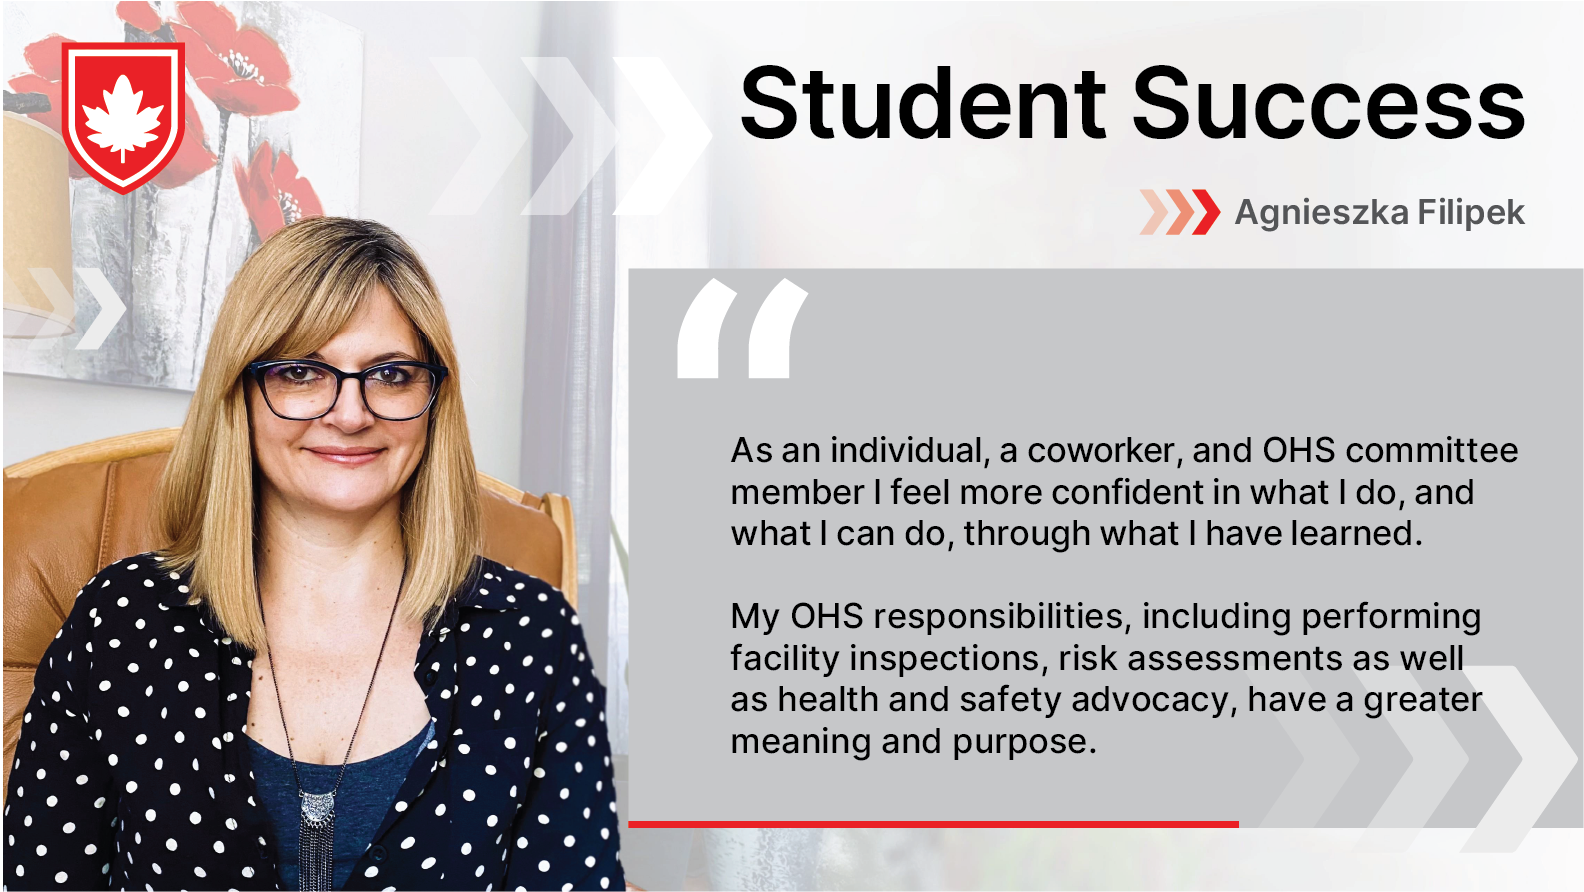 Student Success
Agnieszka Filipek
“
As an individual, a coworker, and OHS committee
member I feel more confident in what I do, and
what I can do, through what I have learned.
My OHS responsibilities, including performing
facility inspections, risk assessments as well
as health and safety advocacy, have a greater
meaning and purpose.